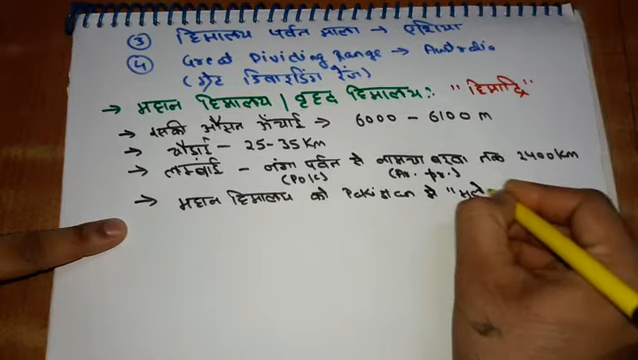 ③ हिमालय पर्वत माला → एशिया
④ Great Dividing Range →
(ग्रेट डिवाइडिंग रेंज)
→ महान हिमालय / वृहद हिमालय:- "हिमाद्रि"
→ इसकी औसत ऊँचाई → 6000 - 6100 m
→ चौड़ाई - 25-35 Km
→ लम्बाई - नंगा पर्वत से नामचा बरवा तक 2400 Km
(POK) (Ar. Pr.)
→ महान हिमालय को Pakistan में